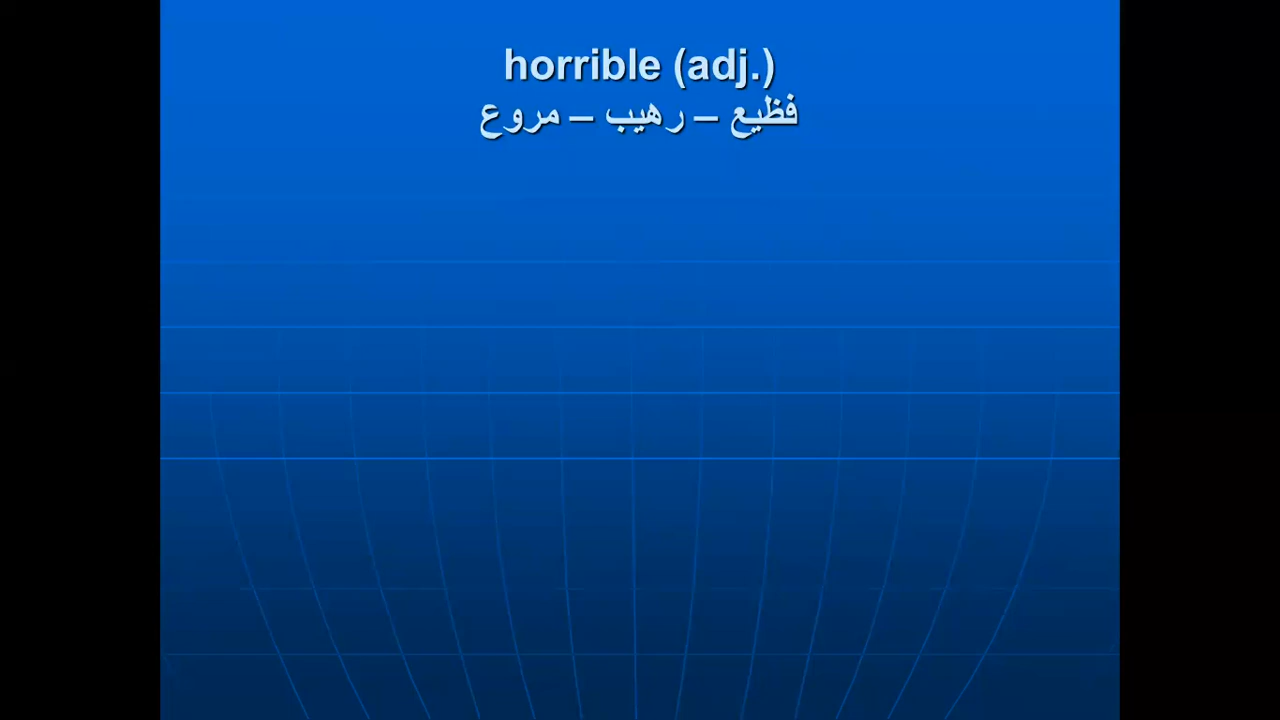 horrible (adj.)
فظيع – رهيب – مروع